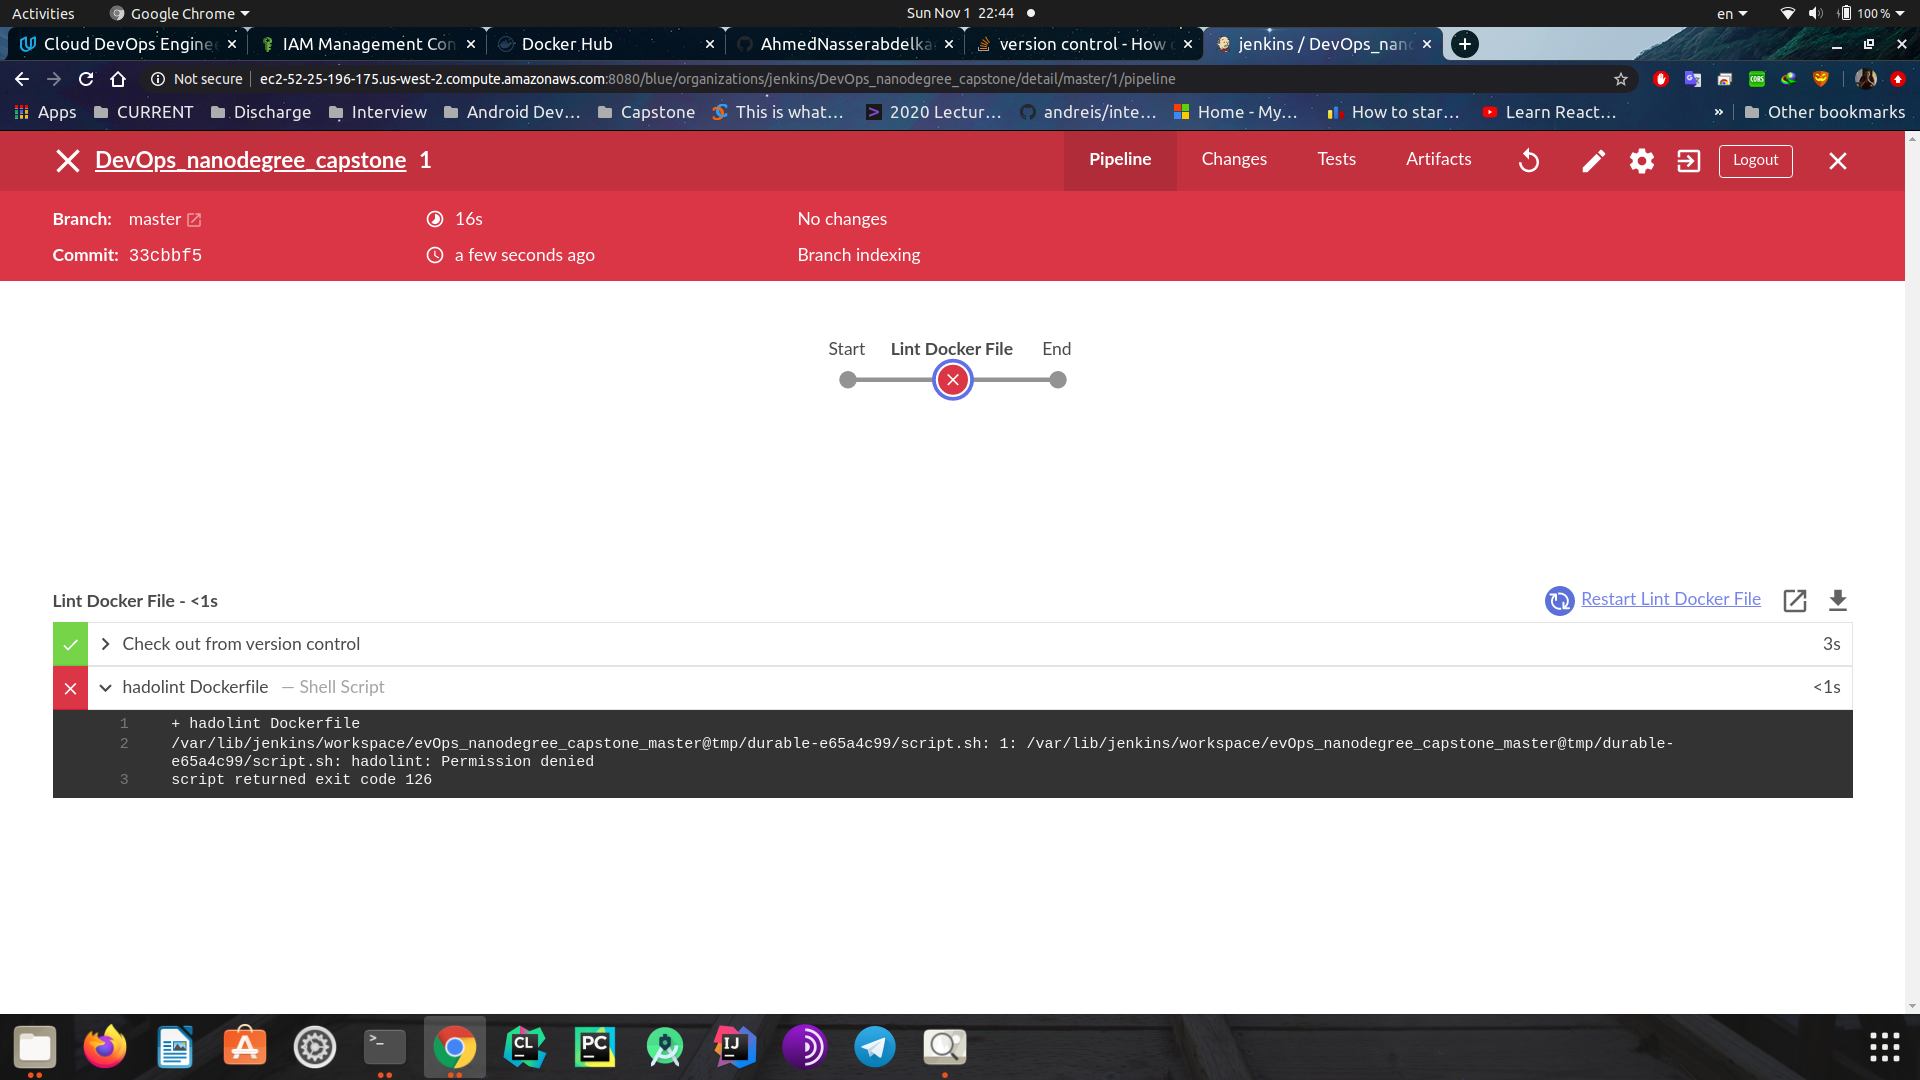 Activities
Google Chrome
Sun Nov 1 22:44
en
100 %
Cloud DevOps Engine
IAM Management Con
Docker Hub
AhmedNasserabdelka
version control - How
jenkins / DevOps_nan
Not secure
ec2-52-25-196-175.us-west-2.compute.amazonaws.com:8080/blue/organizations/jenkins/DevOps_nanodegree_capstone/detail/master/1/pipeline
CORS
Apps
CURRENT
Discharge
Interview
Android Dev...
Capstone
This is what...
2020 Lectur...
andreis/inte...
Home - My...
How to star...
Learn React...
»
Other bookmarks
DevOps_nanodegree_capstone 1
Pipeline
Changes
Tests
Artifacts
Logout
Branch: master
16s
No changes
Commit: 33cbbf5
a few seconds ago
Branch indexing
Start
Lint Docker File
End
Lint Docker File - <1s
Restart Lint Docker File
Check out from version control
3s
hadolint Dockerfile — Shell Script
<1s
1 + hadolint Dockerfile
2 /var/lib/jenkins/workspace/evOps_nanodegree_capstone_master@tmp/durable-e65a4c99/script.sh: 1: /var/lib/jenkins/workspace/evOps_nanodegree_capstone_master@tmp/durable-
e65a4c99/script.sh: hadolint: Permission denied
3 script returned exit code 126
CL
PC
IJ